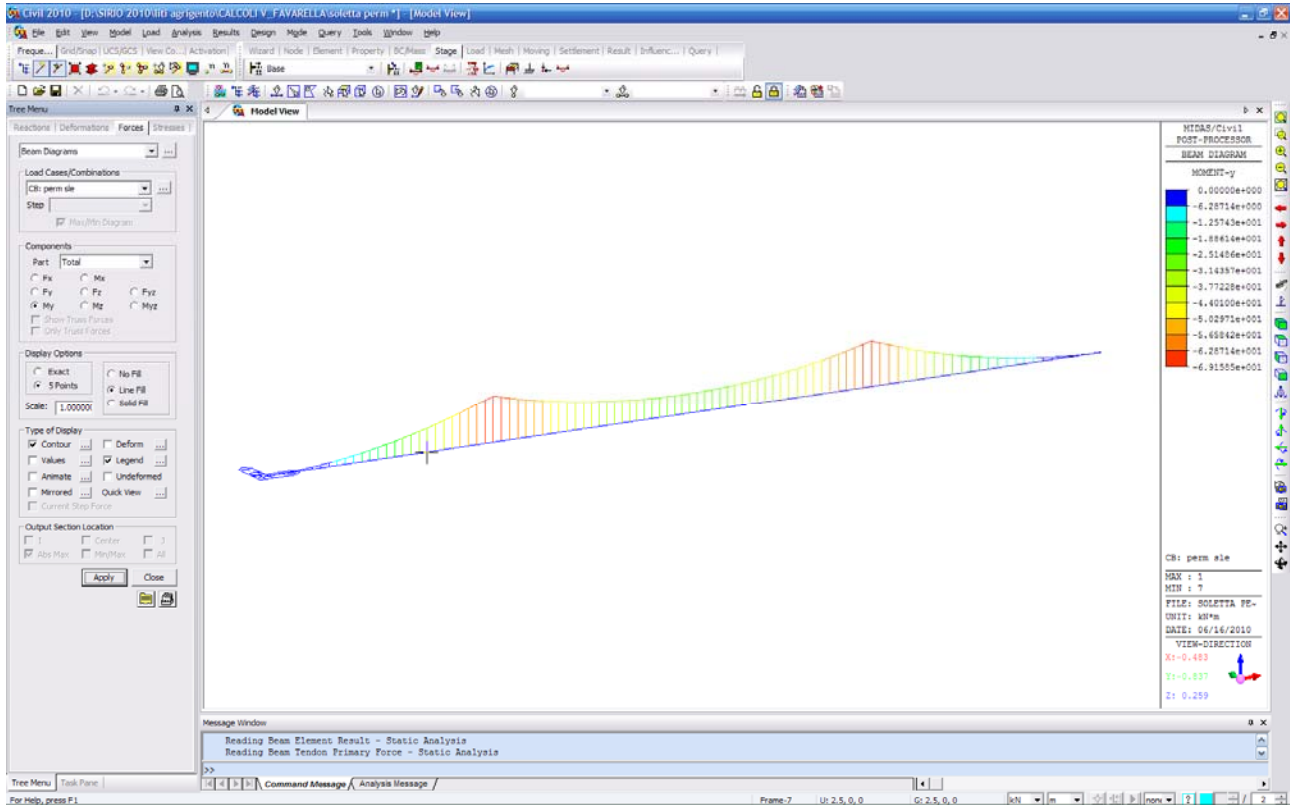 Civil 2010 - [D:\SIRIO 2010\liti agrigento\CALCOLI V_FAVARELLA\soletta perm *] - [Model View]
File Edit View Model Load Analysis Results Design Mode Query Tools Window Help
Freque... Grid/Snap UCS/GCS View Co... Activation Wizard Node Element Property BC/Mass Stage Load Mesh Moving Settlement Result Influenc... Query
Base
Tree Menu
Model View
Reactions Deformations Forces Stresses
Beam Diagrams
Load Cases/Combinations
CB: perm sle
Step
Max/Min Diagram
Components
Part Total
Fx Mx
Fy Fz Fyz
My Mz Myz
Show Truss Forces
Only Truss Forces
Display Options
Exact No Fill
5 Points Line Fill
Scale: 1.00000 Solid Fill
Type of Display
Contour ... Deform ...
Values ... Legend ...
Animate ... Undeformed
Mirrored ... Quick View ...
Current Step Force
Output Section Location
I Center J
Abs Max Min/Max All
Apply Close
MIDAS/Civil
POST-PROCESSOR
BEAM DIAGRAM
MOMENT-y
0.00000e+000
-6.28714e+000
-1.25743e+001
-1.88614e+001
-2.51486e+001
-3.14357e+001
-3.77228e+001
-4.40100e+001
-5.02971e+001
-5.65842e+001
-6.28714e+001
-6.91585e+001
CB: perm sle
MAX : 1
MIN : 7
FILE: SOLETTA PE~
UNIT: kN*m
DATE: 06/16/2010
VIEW-DIRECTION
X:-0.483
Y:-0.837
Z: 0.259
Message Window
Reading Beam Element Result - Static Analysis
Reading Beam Tendon Primary Force - Static Analysis
>>
Tree Menu Task Pane
Command Message Analysis Message
For Help, press F1
Frame-7 U: 2.5, 0, 0 G: 2.5, 0, 0 kN m non 2